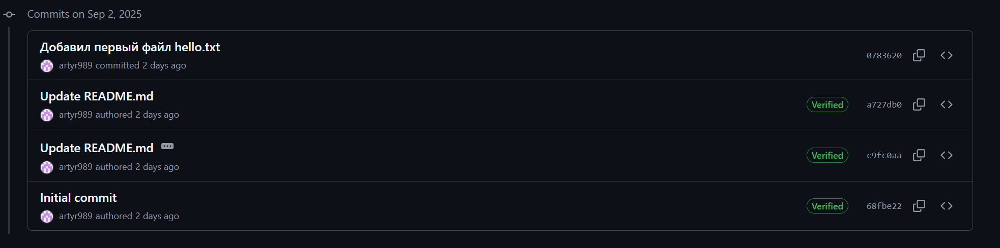 Commits on Sep 2, 2025
Добавил первый файл hello.txt
artyr989 committed 2 days ago
0783620
Update README.md
artyr989 authored 2 days ago
Verified
a727db0
Update README.md
artyr989 authored 2 days ago
Verified
c9fc0aa
Initial commit
artyr989 authored 2 days ago
Verified
68fbe22